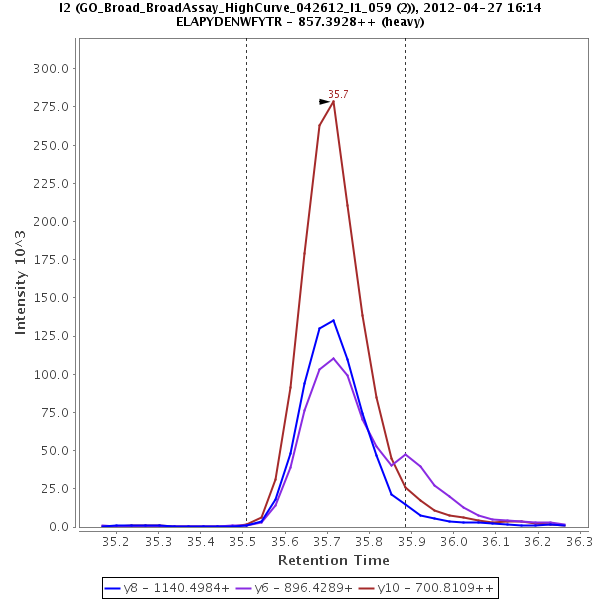 I2 (GO_Broad_BroadAssay_HighCurve_042612_I1_059 (2)), 2012-04-27 16:14
ELAPYDENWFYTR - 857.3928++ (heavy)
35.7
300.0
275.0
250.0
225.0
200.0
175.0
150.0
125.0
100.0
75.0
50.0
25.0
0.0
Intensity 10^3
35.2 35.3 35.4 35.5 35.6 35.7 35.8 35.9 36.0 36.1 36.2 36.3
Retention Time
y8 - 1140.4984+ y6 - 896.4289+ y10 - 700.8109++